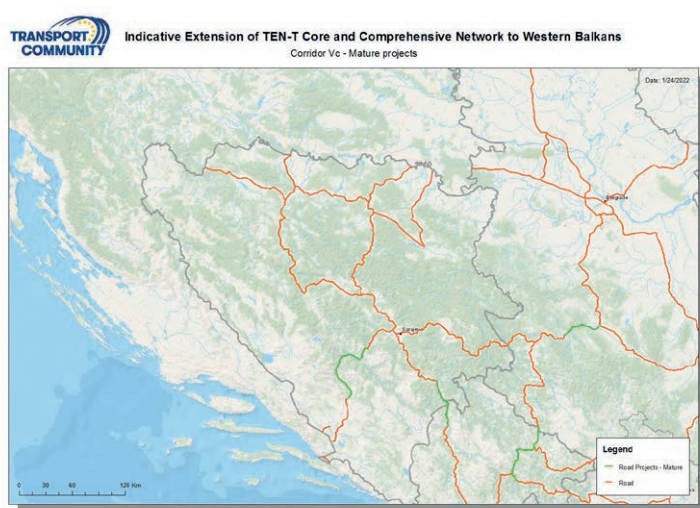 TRANSPORT
COMMUNITY
Indicative Extension of TEN-T Core and Comprehensive Network to Western Balkans
Corridor Vc - Mature projects
Date: 1/24/2022
Belgrade
Sarajevo
Legend
Road Projects - Mature
Road
0 30 60 120 Km